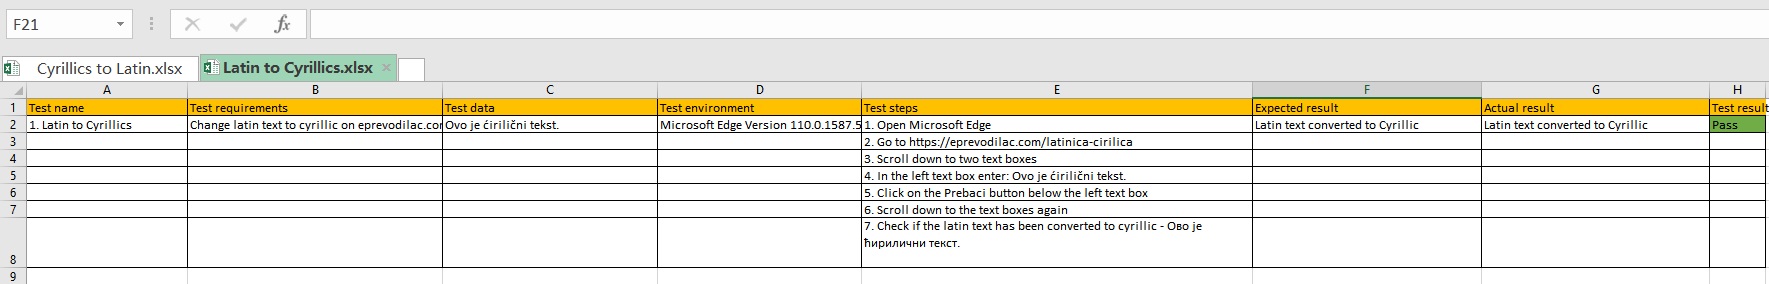 F21
fx
Cyrillics to Latin.xlsx Latin to Cyrillics.xlsx ×
A B C D E F G H
1 Test name Test requirements Test data Test environment Test steps Expected result Actual result Test result
2 1. Latin to Cyrillics Change latin text to cyrillic on eprevodilac.com Ovo je ćirilični tekst. Microsoft Edge Version 110.0.1587.5 1. Open Microsoft Edge Latin text converted to Cyrillic Latin text converted to Cyrillic Pass
3 2. Go to https://eprevodilac.com/latinica-cirilica
4 3. Scroll down to two text boxes
5 4. In the left text box enter: Ovo je ćirilični tekst.
6 5. Click on the Prebaci button below the left text box
7 6. Scroll down to the text boxes again
7. Check if the latin text has been converted to cyrillic - Ово је
8 ћирилични текст.
9